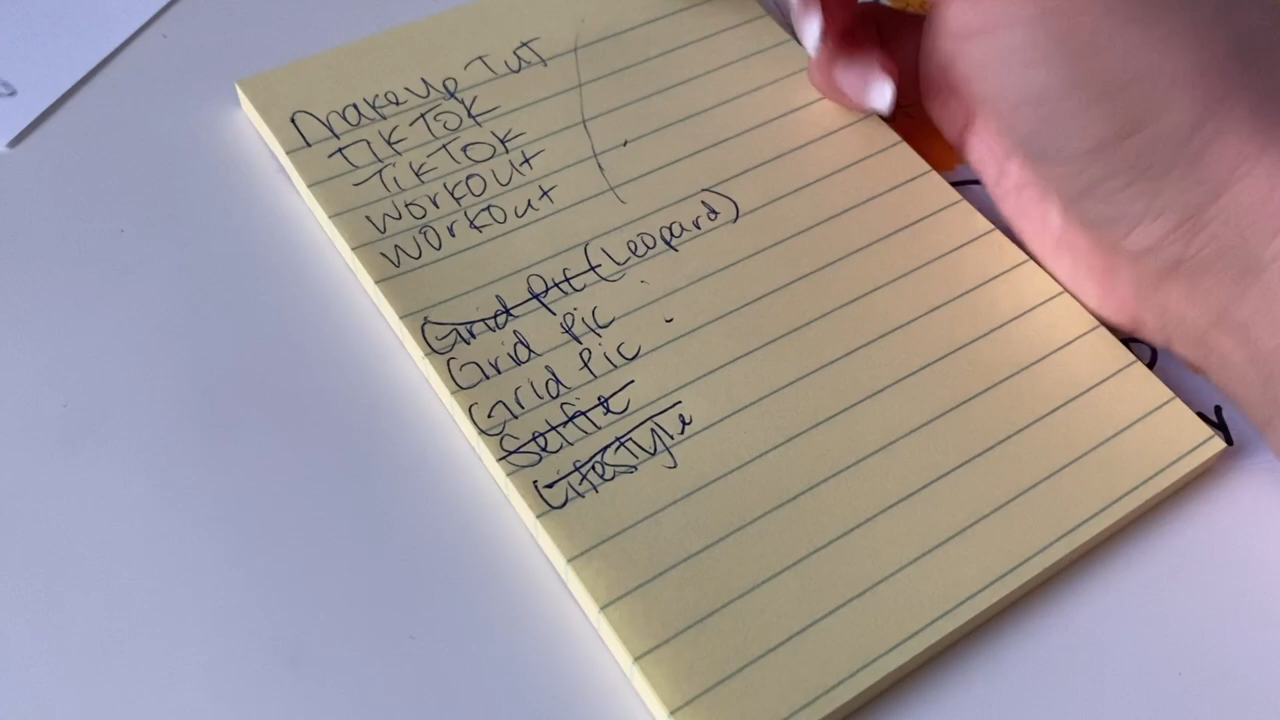 Makeup Tut
TikTok
TikTok
Workout
Workout
Grid Pic (Leopard)
Grid Pic
Grid Pic
Selfie
Lifestyle